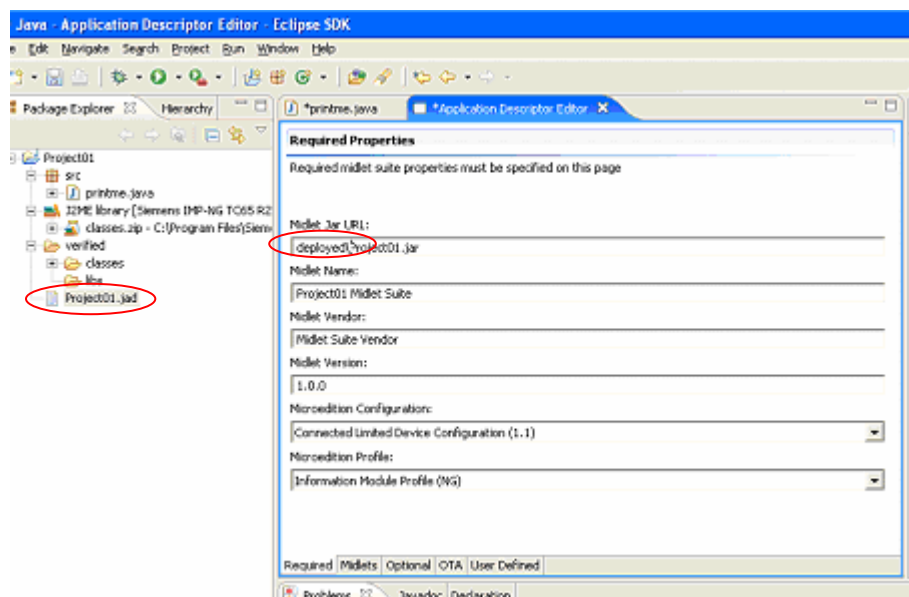 Java - Application Descriptor Editor - Eclipse SDK
Edit Navigate Search Project Run Window Help
Package Explorer Hierarchy
*printme.java *Application Descriptor Editor
Project01
src
printme.java
J2ME library [Siemens IMP-NG TC65 R2
classes.zip - C:\Program Files\Siem
verified
classes
libs
Project01.jad
Required Properties
Required midlet suite properties must be specified on this page
Midlet Jar URL:
deployed\Project01.jar
Midlet Name:
Project01 Midlet Suite
Midlet Vendor:
Midlet Suite Vendor
Midlet Version:
1.0.0
Microedition Configuration:
Connected Limited Device Configuration (1.1)
Microedition Profile:
Information Module Profile (NG)
Required Midlets Optional OTA User Defined
Problems Javadoc Declaration